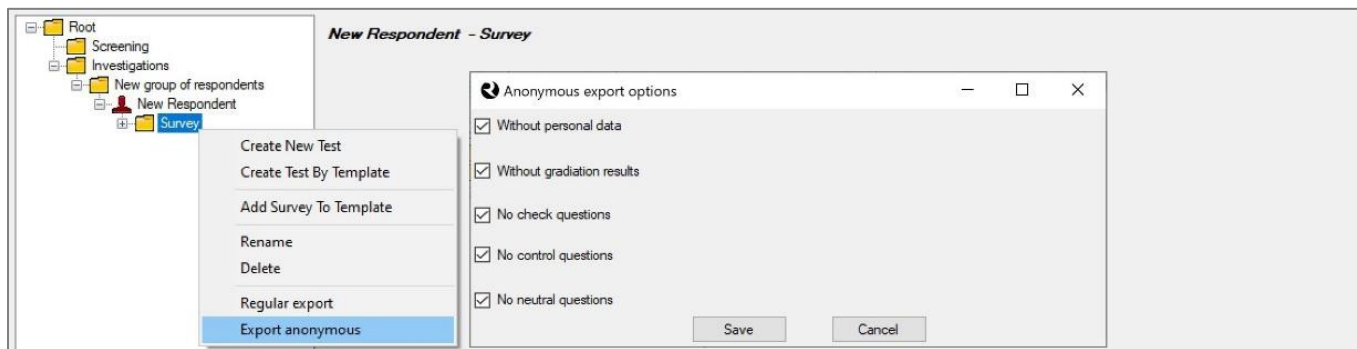 Root
Screening
Investigations
New group of respondents
New Respondent
Survey
Create New Test
Create Test By Template
Add Survey To Template
Rename
Delete
Regular export
Export anonymous
New Respondent - Survey
Anonymous export options
Without personal data
Without gradiation results
No check questions
No control questions
No neutral questions
Save Cancel